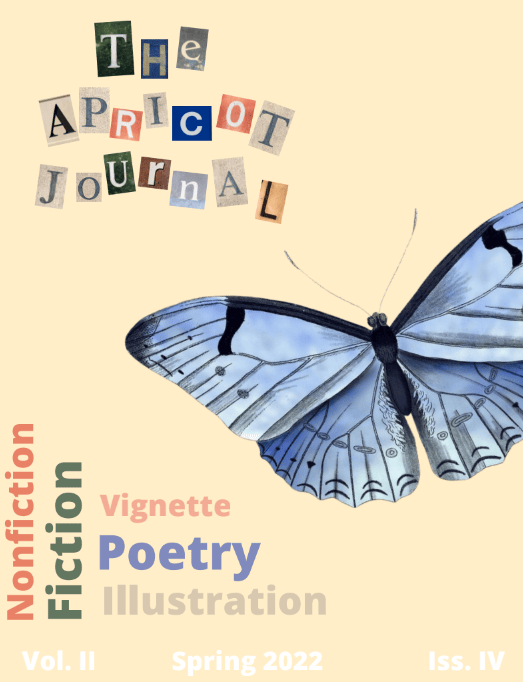 THe
APRICOT
JoUrnAL
Nonfiction
Fiction
Vignette
Poetry
Illustration
Vol. II Spring 2022 Iss. IV